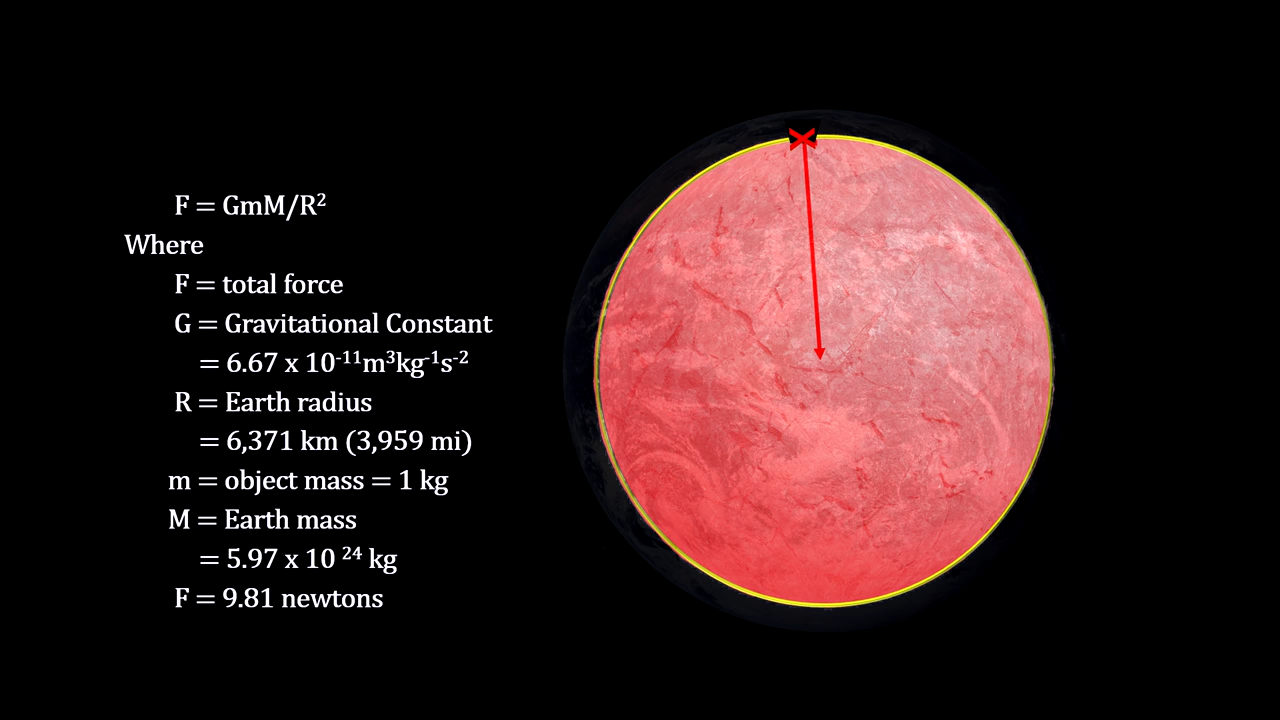 F = GmM/R²
Where
F = total force
G = Gravitational Constant
= 6.67 x 10⁻¹¹m³kg⁻¹s⁻²
R = Earth radius
= 6,371 km (3,959 mi)
m = object mass = 1 kg
M = Earth mass
= 5.97 x 10 ²⁴ kg
F = 9.81 newtons